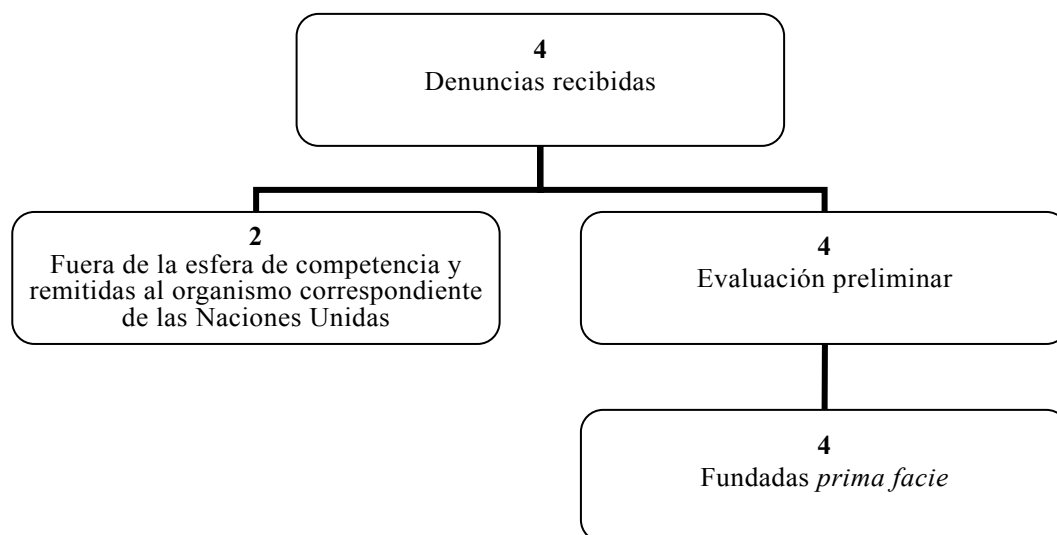 4
Denuncias recibidas
2
Fuera de la esfera de competencia y
remitidas al organismo correspondiente
de las Naciones Unidas
4
Evaluación preliminar
4
Fundadas prima facie